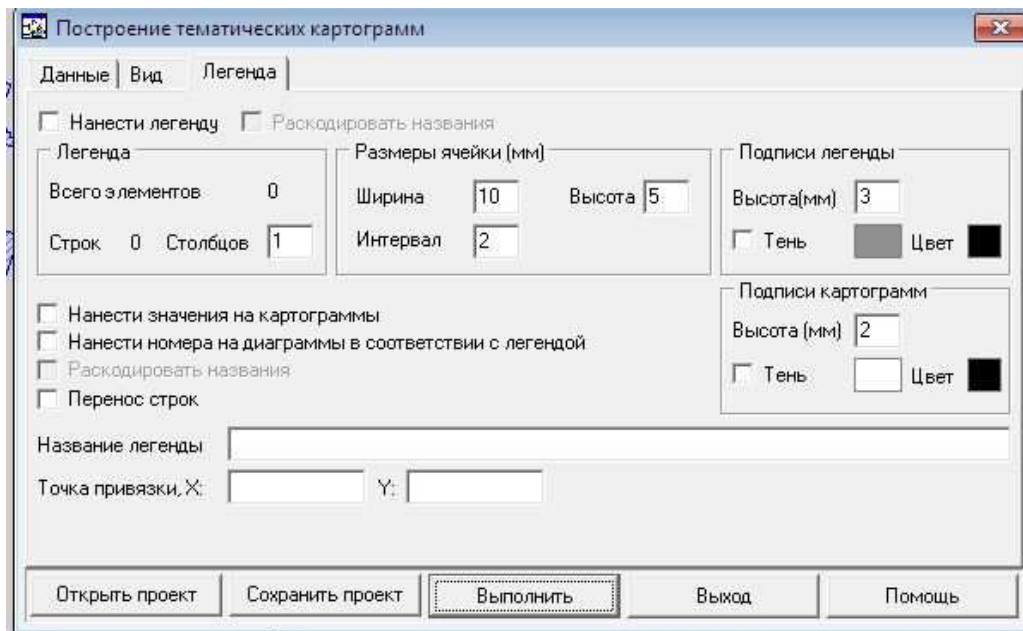 Построение тематических картограмм
Данные Вид Легенда
Нанести легенду Раскодировать названия
Легенда
Всего элементов 0
Строк 0 Столбцов 1
Размеры ячейки (мм)
Ширина 10 Высота 5
Интервал 2
Подписи легенды
Высота(мм) 3
Тень Цвет
Нанести значения на картограммы
Нанести номера на диаграммы в соответствии с легендой
Раскодировать названия
Перенос строк
Подписи картограмм
Высота (мм) 2
Тень Цвет
Название легенды
Точка привязки, X: Y:
Открыть проект Сохранить проект Выполнить Выход Помощь